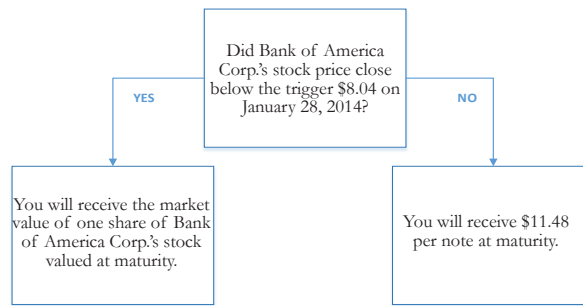 Did Bank of America
Corp.'s stock price close
below the trigger $8.04 on
January 28, 2014?
YES
NO
You will receive the market
value of one share of Bank
of America Corp.'s stock
valued at maturity.
You will receive $11.48
per note at maturity.